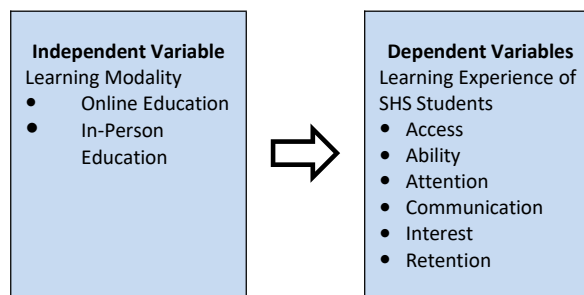 Independent Variable
Learning Modality
● Online Education
● In-Person
Education
Dependent Variables
Learning Experience of
SHS Students
● Access
● Ability
● Attention
● Communication
● Interest
● Retention